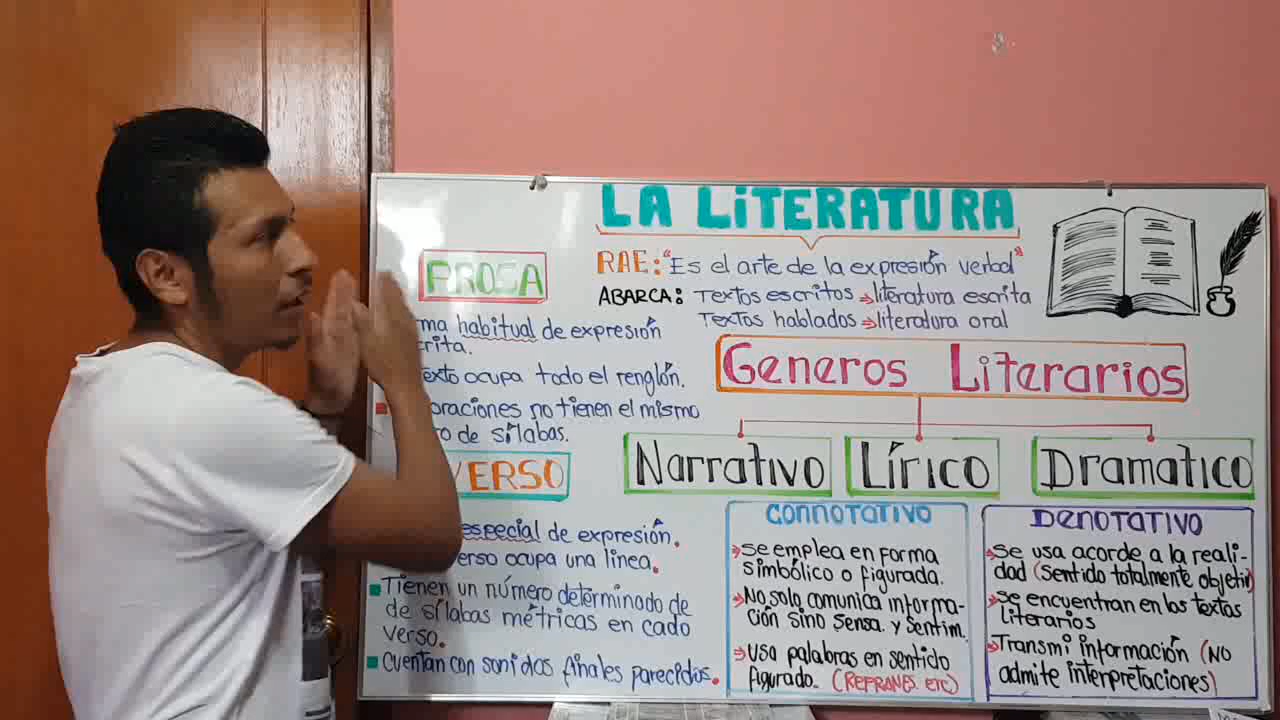 LA LiTERATURA
RAE: "Es el arte de la expresión verbal"
ABARCA: Textos escritos → literatura escrita
Textos hablados → literatura oral
PROSA
habitual de expresión
texto ocupa todo el renglón.
oraciones no tienen el mismo
de sílabas.
VERSO
especial de expresión.
verso ocupa una línea.
Tienen un número determinado de
de sílabas métricas en cado
verso.
Cuentan con sonidos finales parecidos.
Generos Literarios
Narrativo
Lírico
Dramatico
CONNOTATIVO
Se emplea en forma
simbólico o figurada.
No solo comunica informa-
ción sino sensa. y sentim.
Usa palabras en sentido
figurado. (REFRANES etc)
DENOTATIVO
Se usa acorde a la reali-
dad (sentido totalmente objetiv)
Se encuentran en los textos
literarios
Transmi información (NO
admite interpretaciones)